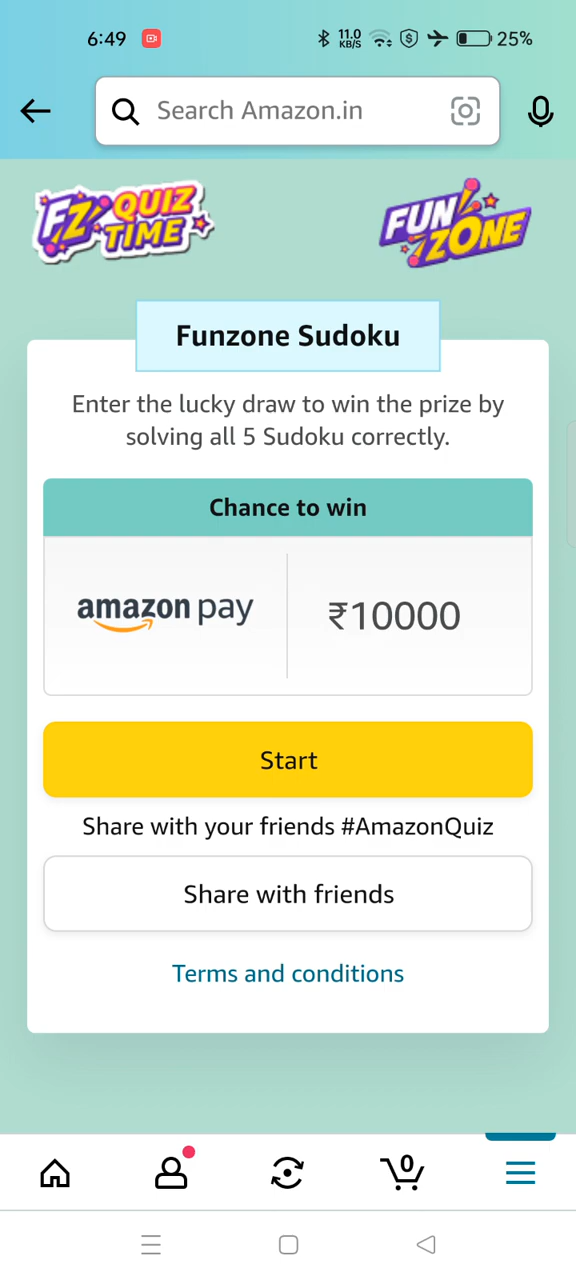 6:49
11.0
KB/S
25%
Search Amazon.in
FZ QUIZ
TIME
FUN
ZONE
Funzone Sudoku
Enter the lucky draw to win the prize by
solving all 5 Sudoku correctly.
Chance to win
amazon pay
₹10000
Start
Share with your friends #AmazonQuiz
Share with friends
Terms and conditions
0